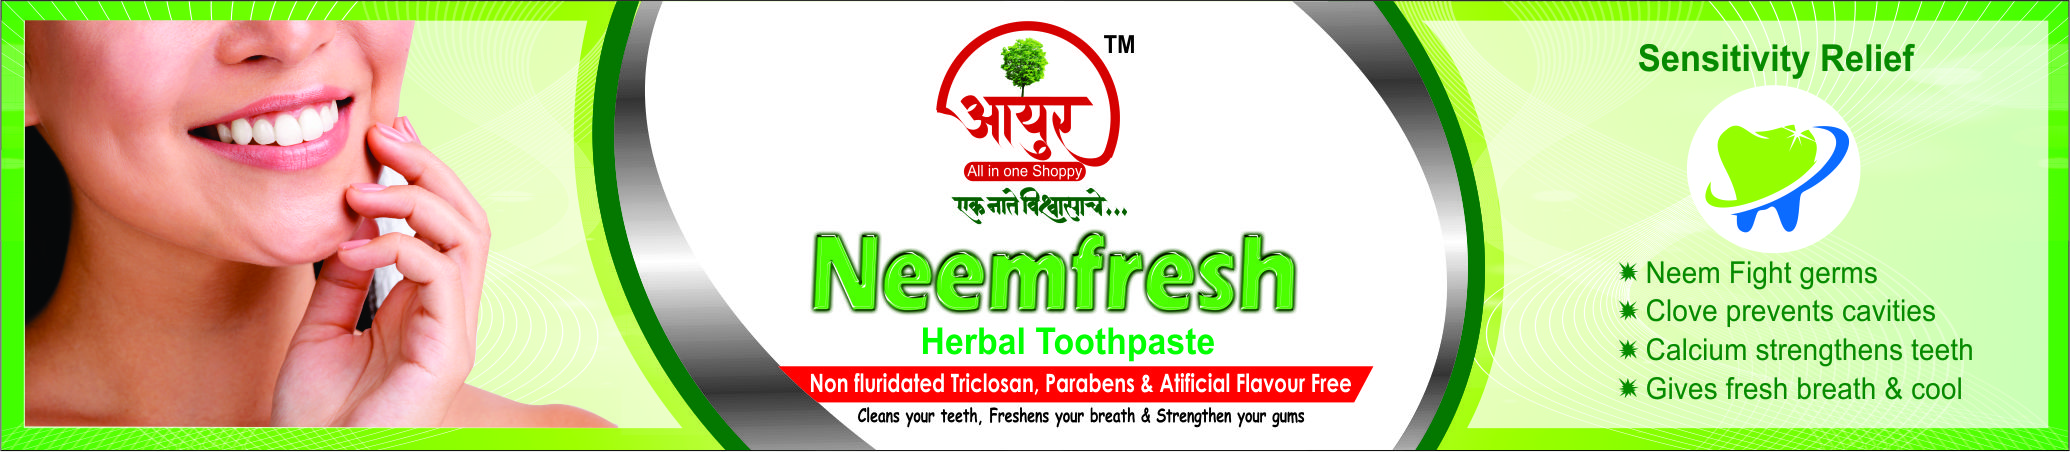 TM
आयुर
All in one Shoppy
एक नाते विश्वासाचे...
Neemfresh
Herbal Toothpaste
Non fluridated Triclosan, Parabens & Atificial Flavour Free
Cleans your teeth, Freshens your breath & Strengthen your gums
Sensitivity Relief
Neem Fight germs
Clove prevents cavities
Calcium strengthens teeth
Gives fresh breath & cool